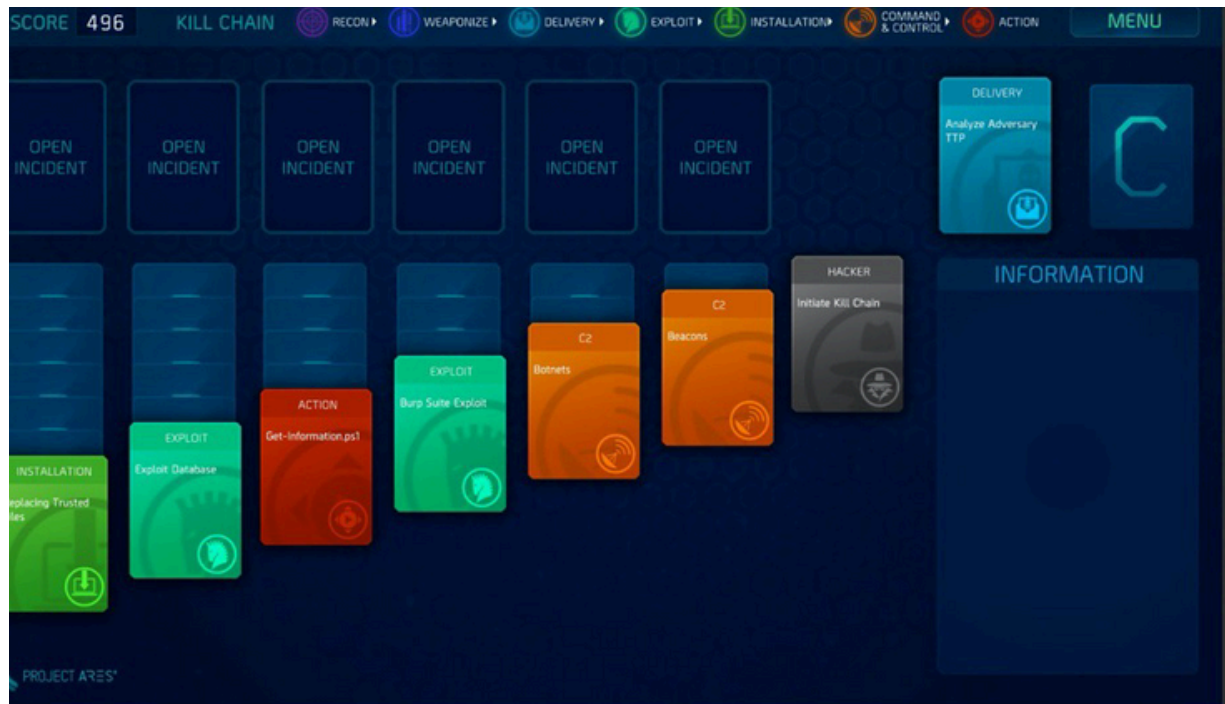 SCORE 496 KILL CHAIN RECON WEAPONIZE DELIVERY EXPLOIT INSTALLATION COMMAND & CONTROL ACTION MENU
OPEN INCIDENT
OPEN INCIDENT
OPEN INCIDENT
OPEN INCIDENT
OPEN INCIDENT
OPEN INCIDENT
DELIVERY
Analyze Adversary
TTP
C
HACKER
Initiate Kill Chain
INFORMATION
C2
Beacons
C2
Botnets
EXPLOIT
Burp Suite Exploit
ACTION
Get-Information.ps1
EXPLOIT
Exploit Database
INSTALLATION
eplacing Trusted
les
PROJECT ARES